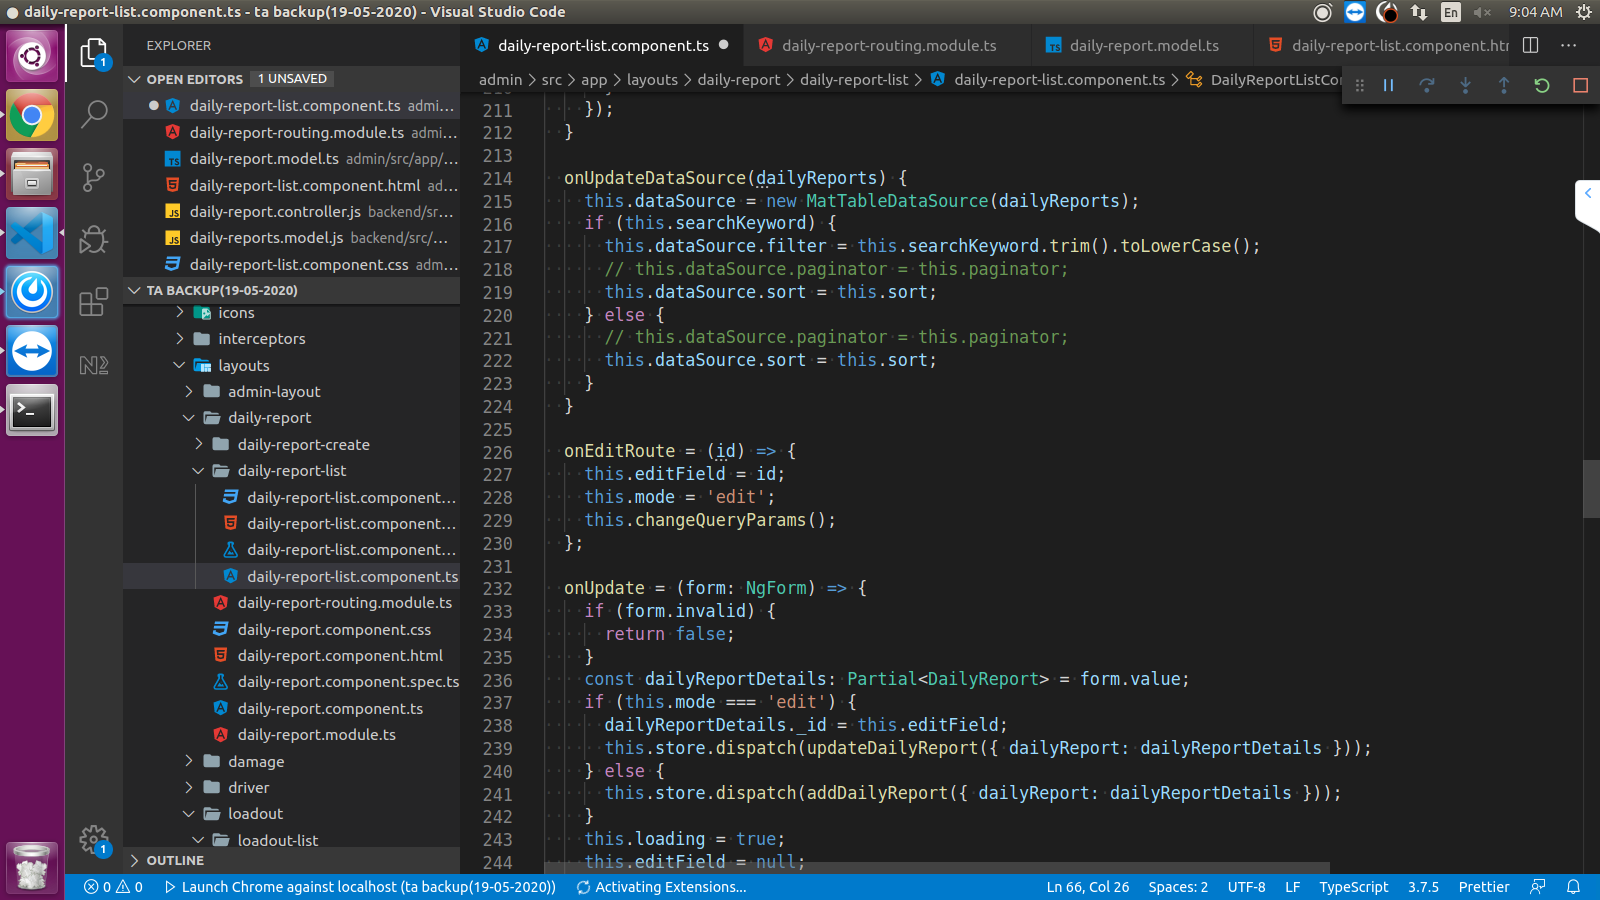 daily-report-list.component.ts - ta backup(19-05-2020) - Visual Studio Code
En
9:04 AM
EXPLORER
OPEN EDITORS 1 UNSAVED
daily-report-list.component.ts admi...
daily-report-routing.module.ts admi...
daily-report.model.ts admin/src/app/...
daily-report-list.component.html ad...
daily-report.controller.js backend/sr...
daily-reports.model.js backend/src/...
daily-report-list.component.css adm...
TA BACKUP(19-05-2020)
icons
interceptors
layouts
admin-layout
daily-report
daily-report-create
daily-report-list
daily-report-list.component...
daily-report-list.component...
daily-report-list.component...
daily-report-list.component.ts
daily-report-routing.module.ts
daily-report.component.css
daily-report.component.html
daily-report.component.spec.ts
daily-report.component.ts
daily-report.module.ts
damage
driver
loadout
loadout-list
OUTLINE
1
1
daily-report-list.component.ts
daily-report-routing.module.ts
daily-report.model.ts
daily-report-list.component.htr
admin > src > app > layouts > daily-report > daily-report-list > daily-report-list.component.ts > DailyReportListCor
211 });
212 }
213
214 onUpdateDataSource(dailyReports) {
215 this.dataSource = new MatTableDataSource(dailyReports);
216 if (this.searchKeyword) {
217 this.dataSource.filter = this.searchKeyword.trim().toLowerCase();
218 // this.dataSource.paginator = this.paginator;
219 this.dataSource.sort = this.sort;
220 } else {
221 // this.dataSource.paginator = this.paginator;
222 this.dataSource.sort = this.sort;
223 }
224 }
225
226 onEditRoute = (id) => {
227 this.editField = id;
228 this.mode = 'edit';
229 this.changeQueryParams();
230 };
231
232 onUpdate = (form: NgForm) => {
233 if (form.invalid) {
234 return false;
235 }
236 const dailyReportDetails: Partial<DailyReport> = form.value;
237 if (this.mode === 'edit') {
238 dailyReportDetails._id = this.editField;
239 this.store.dispatch(updateDailyReport({ dailyReport: dailyReportDetails }));
240 } else {
241 this.store.dispatch(addDailyReport({ dailyReport: dailyReportDetails }));
242 }
243 this.loading = true;
244 this.editField = null;
0 0 Launch Chrome against localhost (ta backup(19-05-2020)) Activating Extensions... Ln 66, Col 26 Spaces: 2 UTF-8 LF TypeScript 3.7.5 Prettier